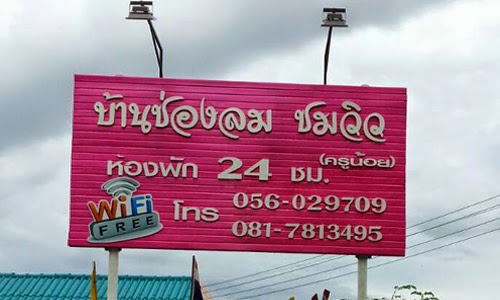 บ้านช่องลม ชมวิว
(ครูน้อย)
ห้องพัก 24 ชม.
WiFi
FREE
โทร 056-029709
081-7813495